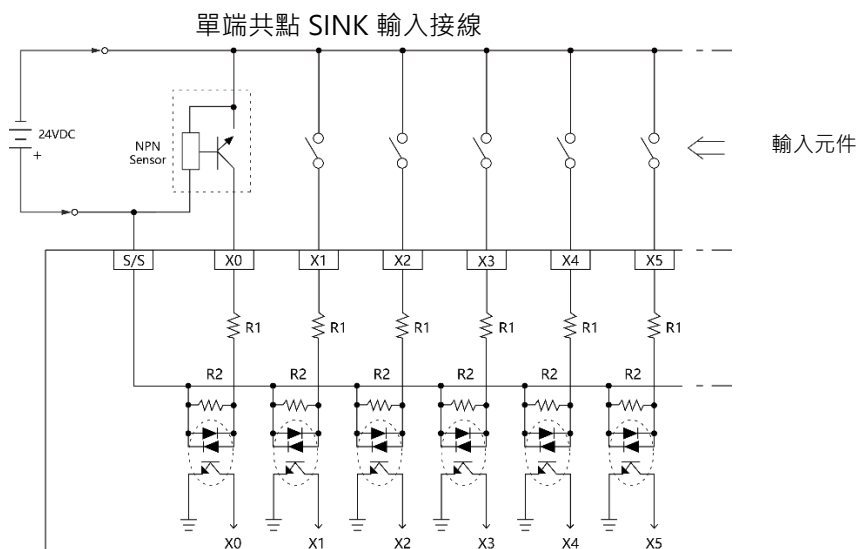 單端共點 SINK 輸入接線
24VDC
+
NPN
Sensor
輸入元件
S/S X0 X1 X2 X3 X4 X5
R1 R1 R1 R1 R1 R1
R2 R2 R2 R2 R2 R2
X0 X1 X2 X3 X4 X5